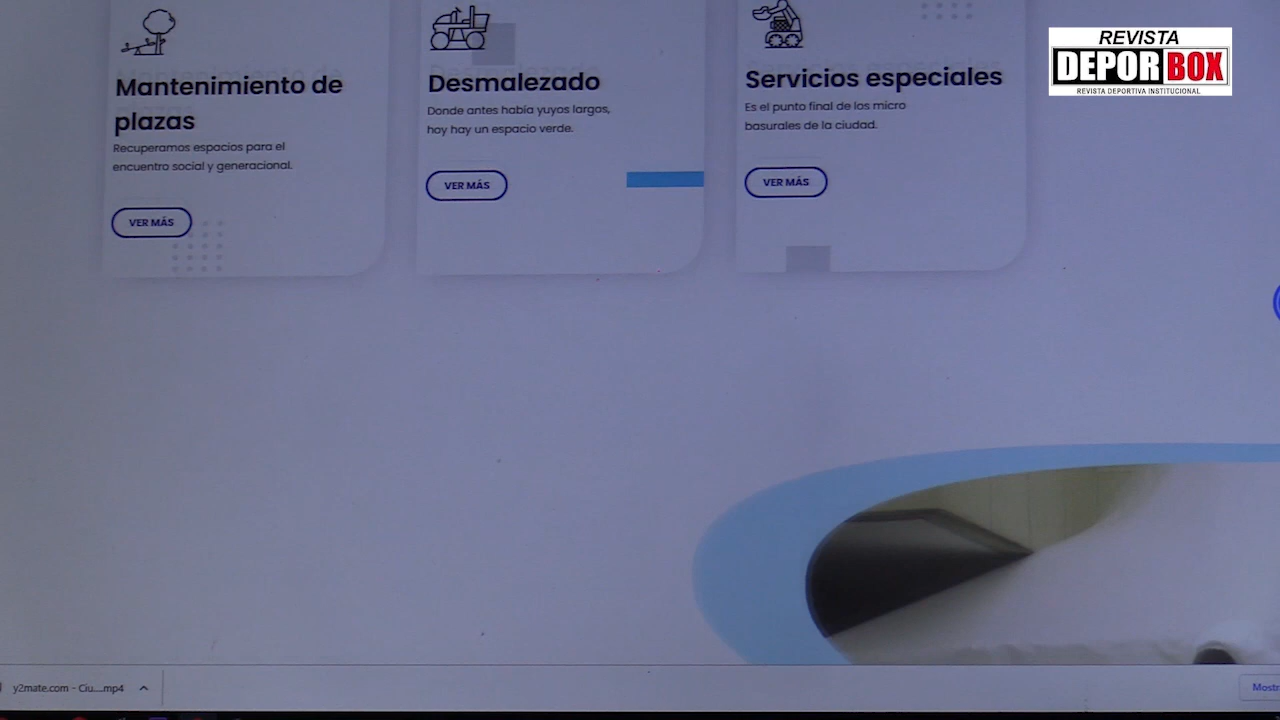 REVISTA
DEPORBOX
REVISTA DEPORTIVA INSTITUCIONAL
Mantenimiento de
plazas
Recuperamos espacios para el
encuentro social y generacional.
VER MÁS
Desmalezado
Donde antes había yuyos largos,
hoy hay un espacio verde.
VER MÁS
Servicios especiales
Es el punto final de los micro
basurales de la ciudad.
VER MÁS
y2mate.com - Ciu....mp4
Mostr